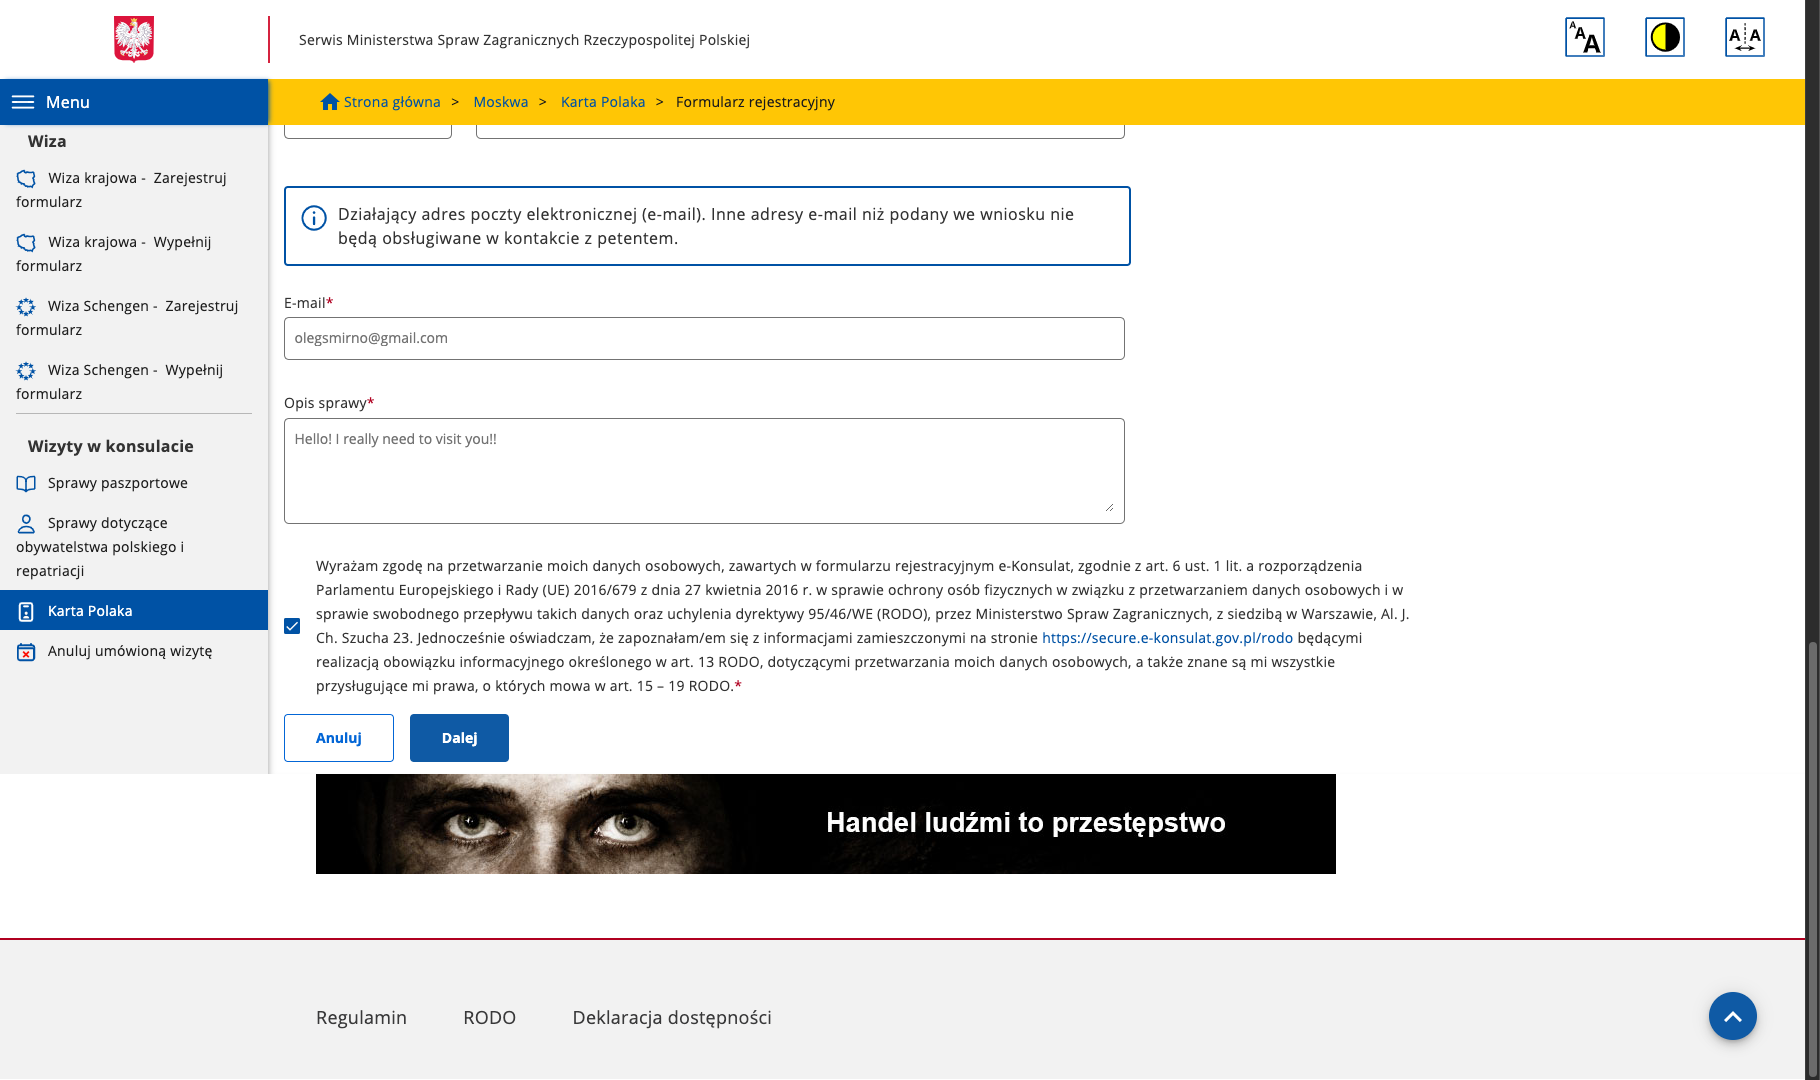 Serwis Ministerstwa Spraw Zagranicznych Rzeczypospolitej Polskiej
A A A
A A
Menu
Strona główna > Moskwa > Karta Polaka > Formularz rejestracyjny
Wiza
Wiza krajowa - Zarejestruj
formularz
Wiza krajowa - Wypełnij
formularz
Wiza Schengen - Zarejestruj
formularz
Wiza Schengen - Wypełnij
formularz
Wizyty w konsulacie
Sprawy paszportowe
Sprawy dotyczące
obywatelstwa polskiego i
repatriacji
Karta Polaka
Anuluj umówioną wizytę
Działający adres poczty elektronicznej (e-mail). Inne adresy e-mail niż podany we wniosku nie
będą obsługiwane w kontakcie z petentem.
E-mail*
olegsmirno@gmail.com
Opis sprawy*
Hello! I really need to visit you!!
Wyrażam zgodę na przetwarzanie moich danych osobowych, zawartych w formularzu rejestracyjnym e-Konsulat, zgodnie z art. 6 ust. 1 lit. a rozporządzenia
Parlamentu Europejskiego i Rady (UE) 2016/679 z dnia 27 kwietnia 2016 r. w sprawie ochrony osób fizycznych w związku z przetwarzaniem danych osobowych i w
sprawie swobodnego przepływu takich danych oraz uchylenia dyrektywy 95/46/WE (RODO), przez Ministerstwo Spraw Zagranicznych, z siedzibą w Warszawie, Al. J.
Ch. Szucha 23. Jednocześnie oświadczam, że zapoznałam/em się z informacjami zamieszczonymi na stronie https://secure.e-konsulat.gov.pl/rodo będącymi
realizacją obowiązku informacyjnego określonego w art. 13 RODO, dotyczącymi przetwarzania moich danych osobowych, a także znane są mi wszystkie
przysługujące mi prawa, o których mowa w art. 15 – 19 RODO.*
Anuluj
Dalej
Handel ludźmi to przestępstwo
Regulamin
RODO
Deklaracja dostępności